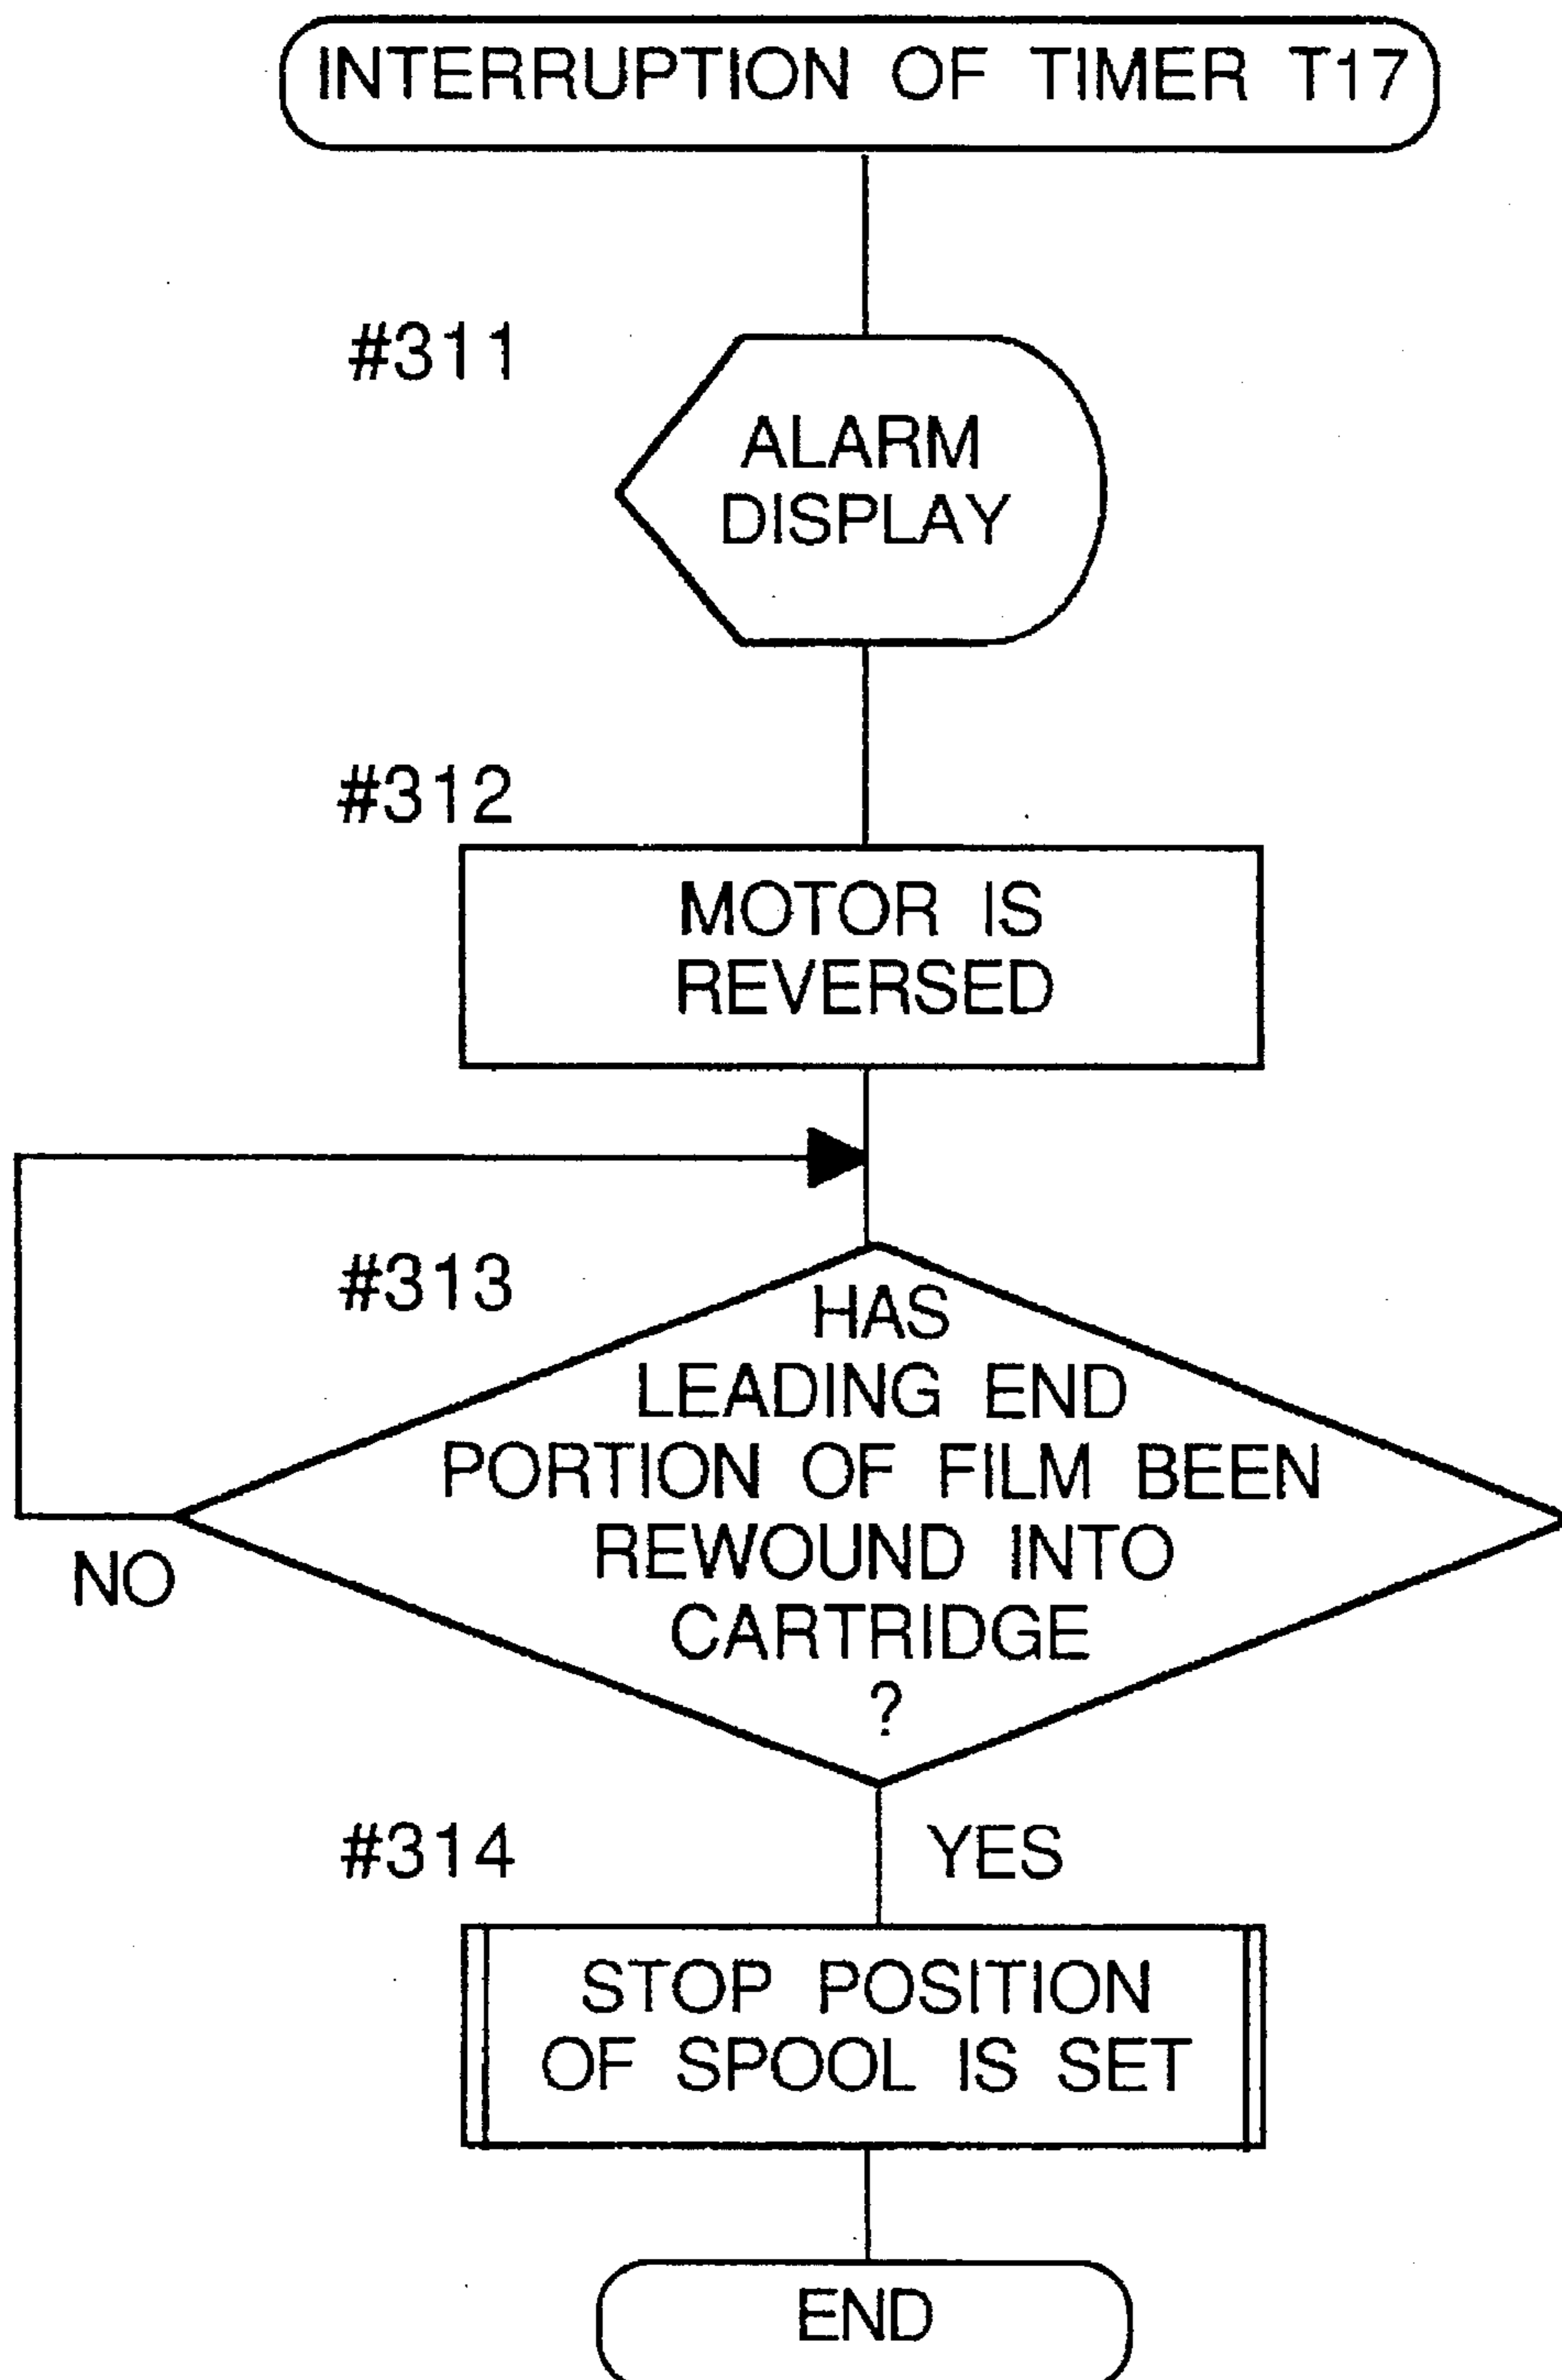 INTERRUPTION OF TIMER T17
#311
ALARM
DISPLAY
#312
MOTOR IS
REVERSED
#313
HAS
LEADING END
PORTION OF FILM BEEN
REWOUND INTO
CARTRIDGE
?
NO
#314
YES
STOP POSITION
OF SPOOL IS SET
END